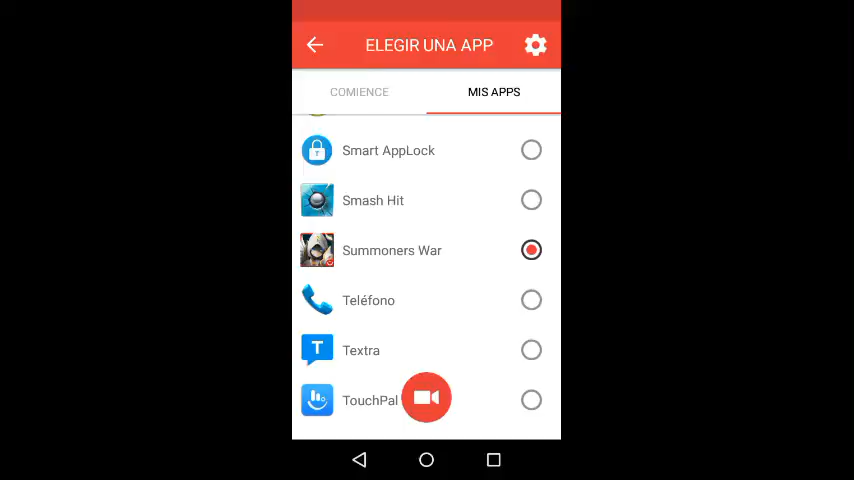 ELEGIR UNA APP
COMIENCE
MIS APPS
Smart AppLock
Smash Hit
Summoners War
Teléfono
T
Textra
TouchPal